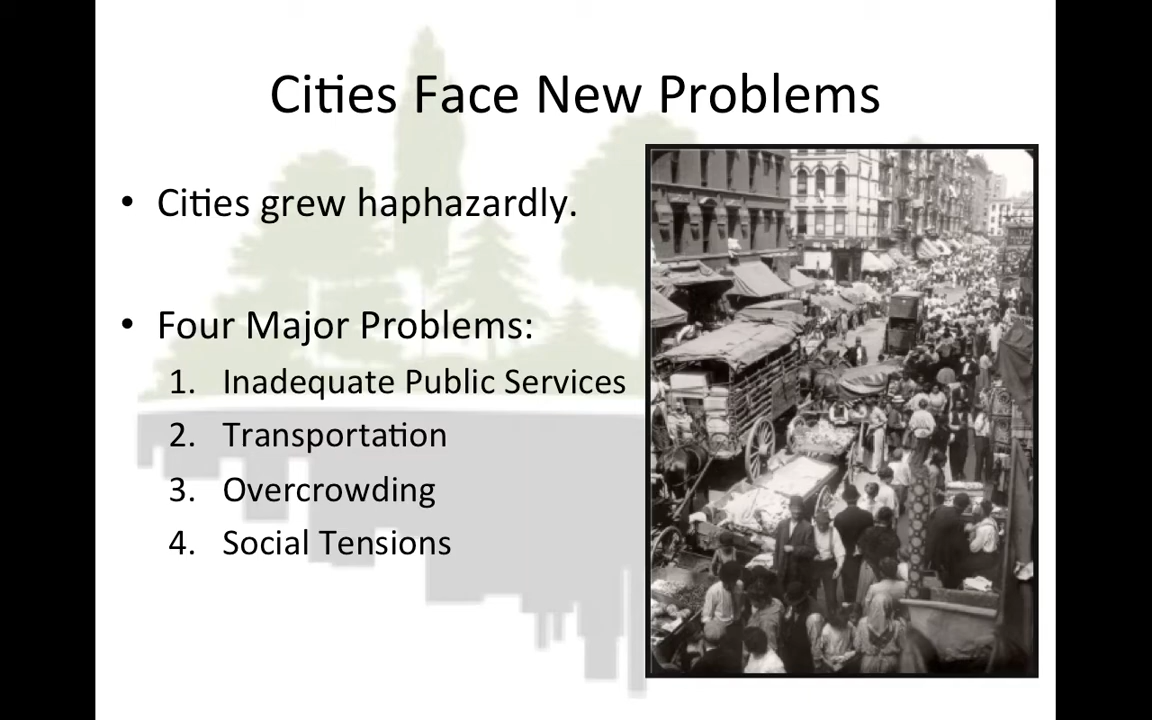 Cities Face New Problems
• Cities grew haphazardly.
• Four Major Problems:
1. Inadequate Public Services
2. Transportation
3. Overcrowding
4. Social Tensions